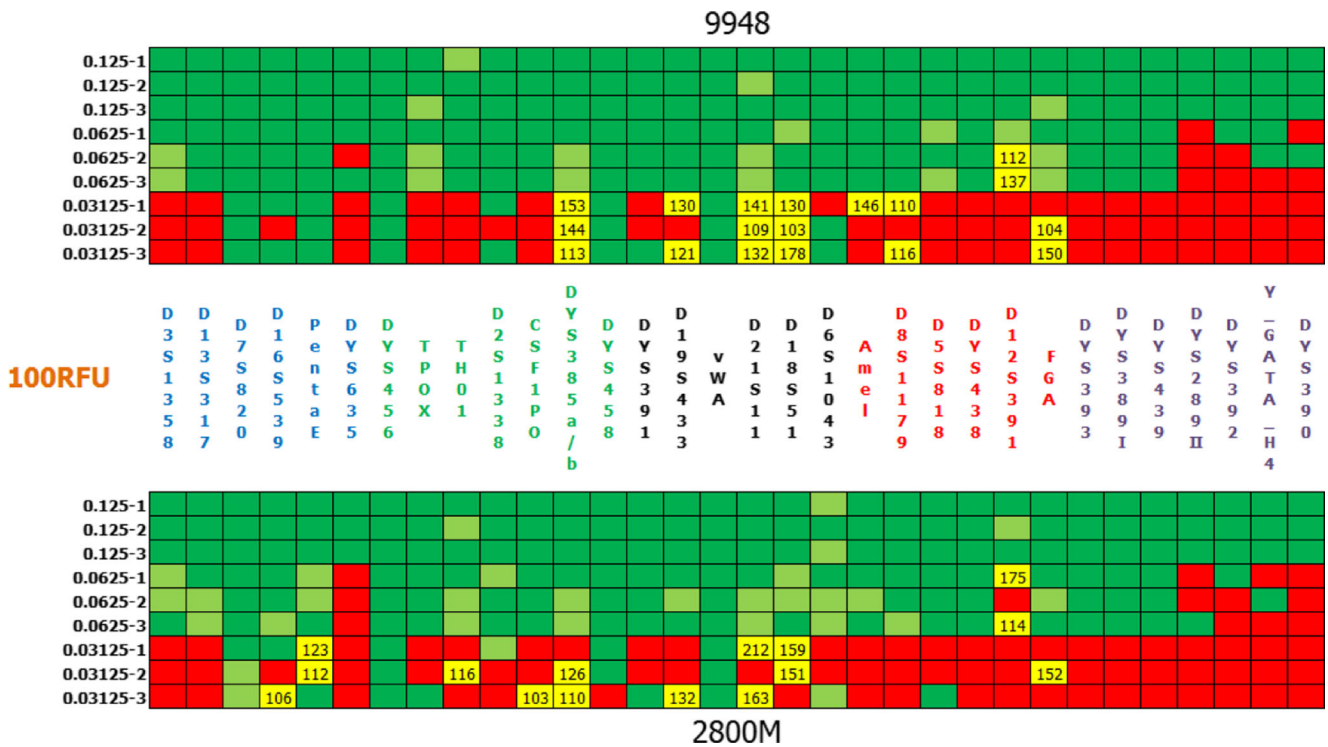 9948
0.125-1
0.125-2
0.125-3
0.0625-1
0.0625-2 112
0.0625-3 137
0.03125-1 153 130 141 130 146 110
0.03125-2 144 109 103 104
0.03125-3 113 121 132 178 116 150
100RFU
D3S1358
D13S317
D7S820
D16S539
PentaE
DYS635
DYS456
TPOX
TH01
D2S1338
CSF1PO
DYS385a/b
DYS458
DYS391
D19S433
vWA
D21S11
D18S51
D6S1043
Amel
D8S1179
D5S818
DYS438
D12S391
FGA
DYS393
DYS389I
DYS439
DYS289II
DYS392
Y_GATA_H4
DYS390
0.125-1
0.125-2
0.125-3
0.0625-1 175
0.0625-2
0.0625-3 114
0.03125-1 123 212 159
0.03125-2 112 116 126 151 152
0.03125-3 106 103 110 132 163
2800M